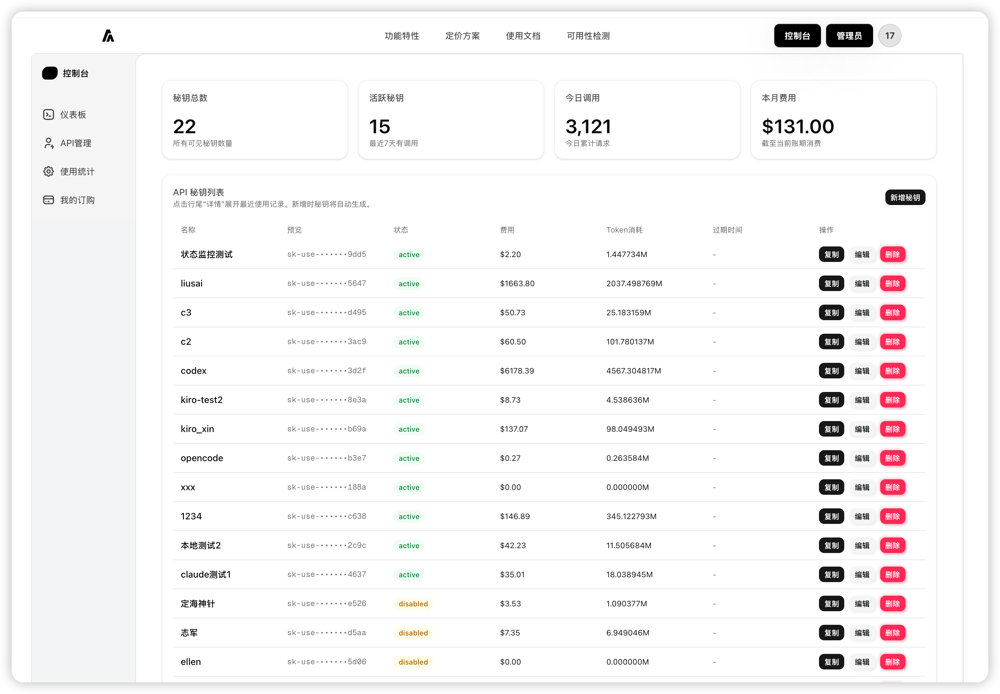 功能特性 定价方案 使用文档 可用性检测 控制台 管理员 17
控制台
仪表板
API管理
使用统计
我的订购
秘钥总数
22
所有可见秘钥数量
活跃秘钥
15
最近7天有调用
今日调用
3,121
今日累计请求
本月费用
$131.00
截至当前账期消费
API 秘钥列表
点击行尾“详情”展开最近使用记录。新增时秘钥将自动生成。
新增秘钥
名称 预览 状态 费用 Token消耗 过期时间 操作
状态监控测试 sk-use-••••••9dd5 active $2.20 1.447734M - 复制 编辑 删除
liusai sk-use-••••••5647 active $1663.80 2037.498769M - 复制 编辑 删除
c3 sk-use-••••••d495 active $50.73 25.183159M - 复制 编辑 删除
c2 sk-use-••••••3ac9 active $60.50 101.780137M - 复制 编辑 删除
codex sk-use-••••••3d2f active $6178.39 4567.304817M - 复制 编辑 删除
kiro-test2 sk-use-••••••8e3a active $8.73 4.538636M - 复制 编辑 删除
kiro_xin sk-use-••••••b69a active $137.07 98.049493M - 复制 编辑 删除
opencode sk-use-••••••b3e7 active $0.27 0.263584M - 复制 编辑 删除
xxx sk-use-••••••188a active $0.00 0.000000M - 复制 编辑 删除
1234 sk-use-••••••c638 active $146.89 345.122793M - 复制 编辑 删除
本地测试2 sk-use-••••••2c9c active $42.23 11.505684M - 复制 编辑 删除
claude测试1 sk-use-••••••4637 active $35.01 18.038945M - 复制 编辑 删除
定海神针 sk-use-••••••e526 disabled $3.53 1.090377M - 复制 编辑 删除
志军 sk-use-••••••d5aa disabled $7.35 6.949046M - 复制 编辑 删除
ellen sk-use-••••••5d06 disabled $0.00 0.000000M - 复制 编辑 删除